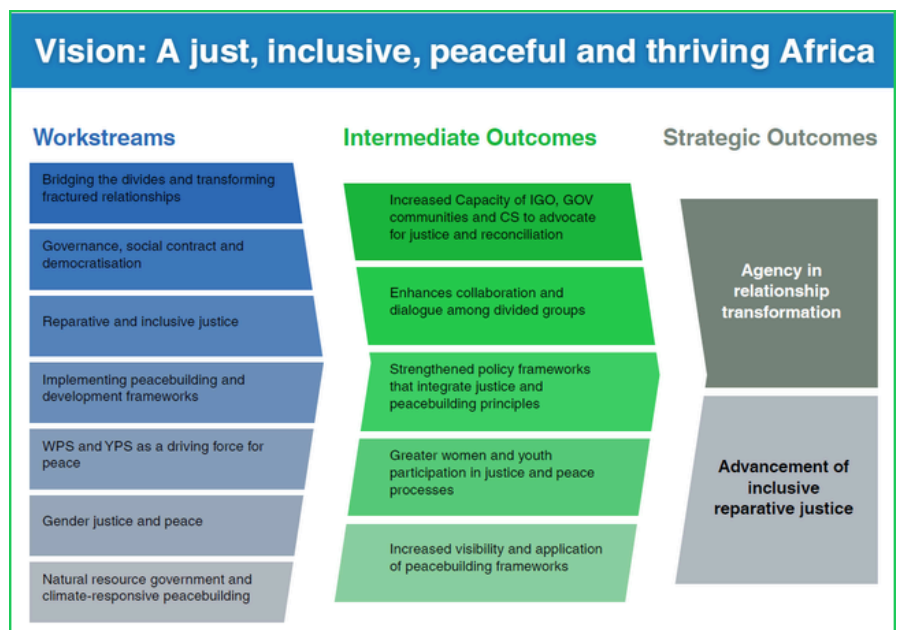 Vision: A just, inclusive, peaceful and thriving Africa
Workstreams
Bridging the divides and transforming
fractured relationships
Governance, social contract and
democratisation
Reparative and inclusive justice
Implementing peacebuilding and
development frameworks
WPS and YPS as a driving force for
peace
Gender justice and peace
Natural resource government and
climate-responsive peacebuilding
Intermediate Outcomes
Increased Capacity of IGO, GOV
communities and CS to advocate
for justice and reconciliation
Enhances collaboration and
dialogue among divided groups
Strengthened policy frameworks
that integrate justice and
peacebuilding principles
Greater women and youth
participation in justice and peace
processes
Increased visibility and application
of peacebuilding frameworks
Strategic Outcomes
Agency in
relationship
transformation
Advancement of
inclusive
reparative justice